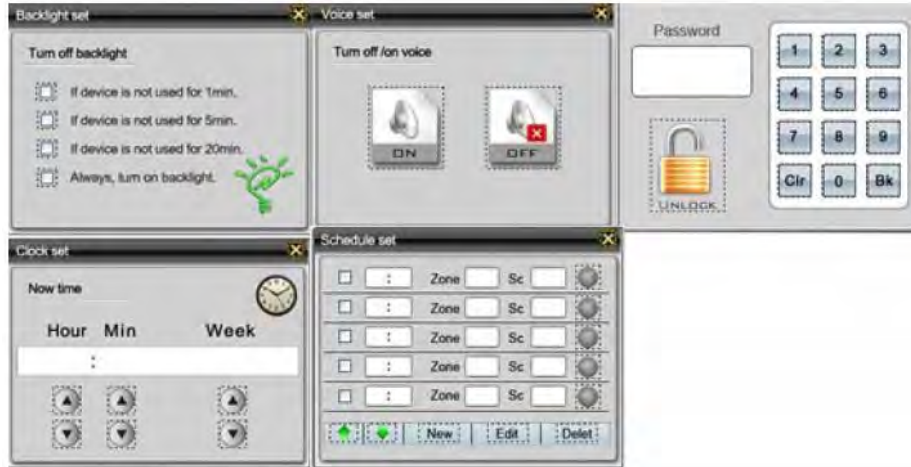 Backlight set
Turn off backlight
If device is not used for 1min.
If device is not used for 5min.
If device is not used for 20min.
Always, turn on backlight.
Voice set
Turn off /on voice
ON
OFF
Password
1 2 3
4 5 6
7 8 9
Clr 0 Bk
UNLOCK
Clock set
Now time
Hour Min Week
:
Schedule set
: Zone Sc
: Zone Sc
: Zone Sc
: Zone Sc
: Zone Sc
New Edit Delet